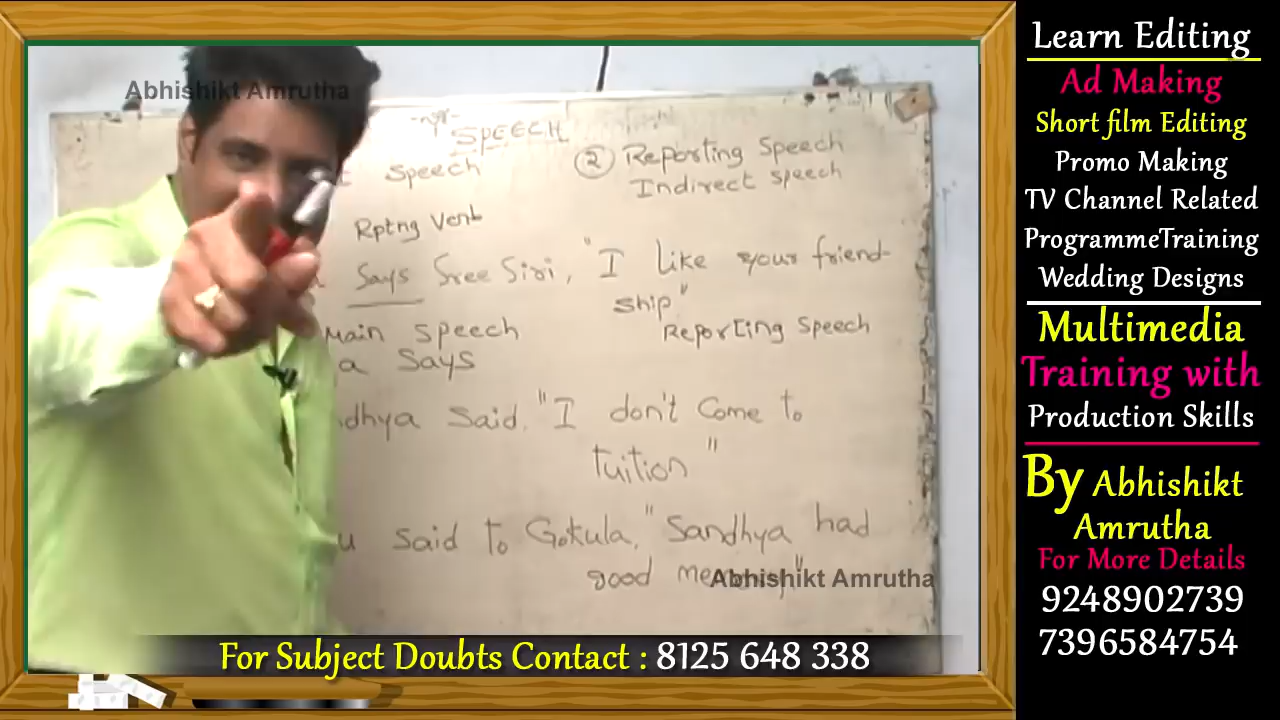 Abhishikt Amrutha
SPEECH
Speech
② Reporting Speech
Indirect speech
Rptng Verb
Says Sree Siri, "I like your friend-
ship"
Main speech
Reporting Speech
a Says
dhya Said. "I don't Come to
tuition"
u said to Gokula, "Sandhya had
good
Abhishikt Amrutha
For Subject Doubts Contact : 8125 648 338
Learn Editing
Ad Making
Short film Editing
Promo Making
TV Channel Related
ProgrammeTraining
Wedding Designs
Multimedia
Training with
Production Skills
By Abhishikt
Amrutha
For More Details
9248902739
7396584754